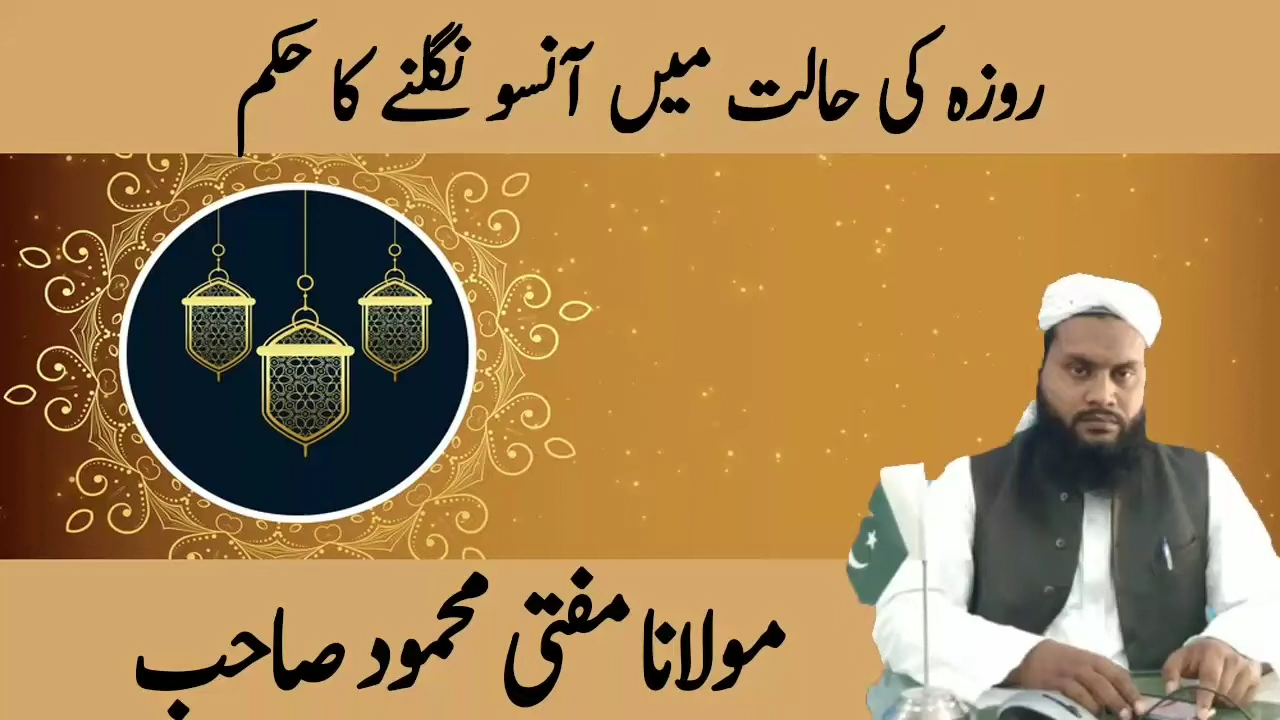 روزہ کی حالت میں آنسو نگلنے کا حکم
مولانا مفتی محمود صاحب